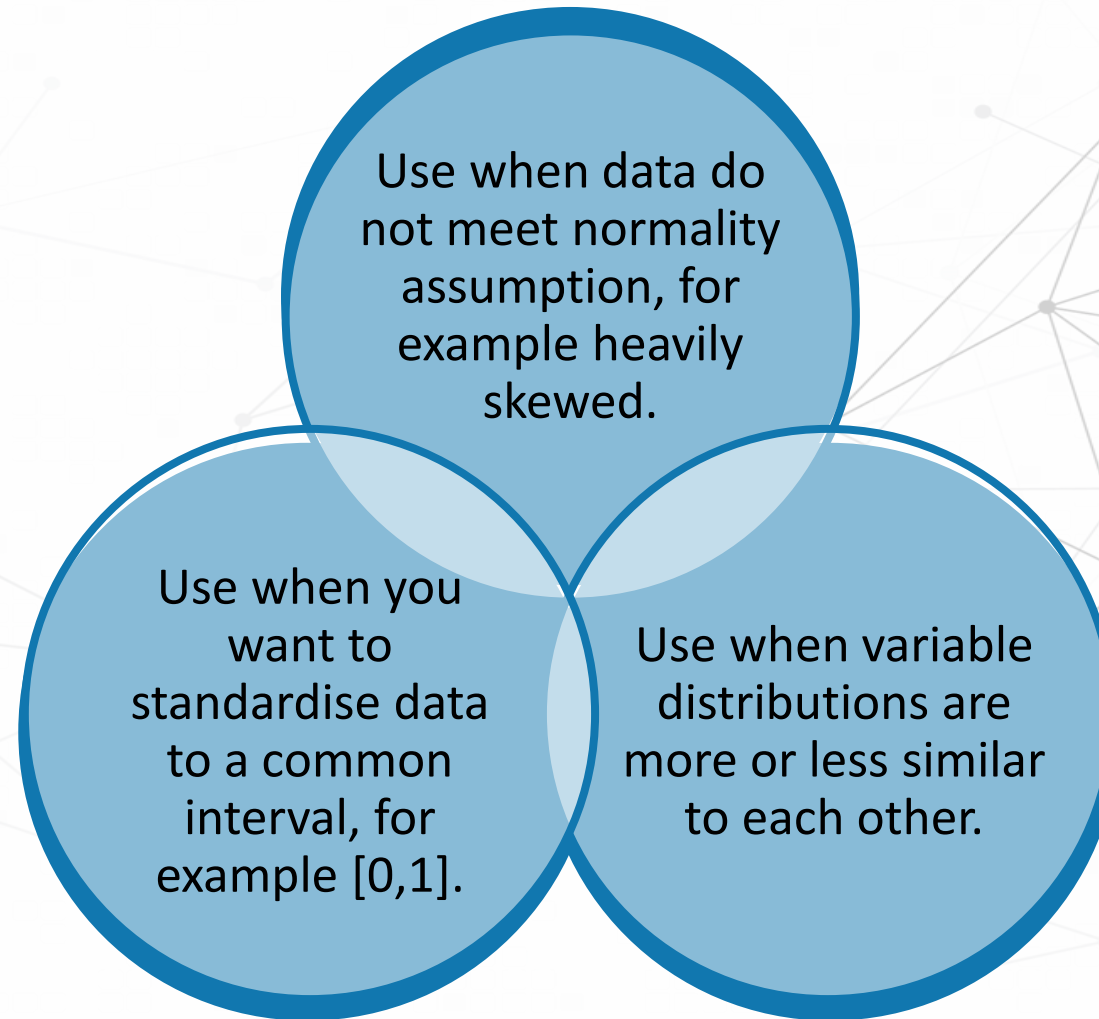 Use when data do
not meet normality
assumption, for
example heavily
skewed.
Use when you
want to
standardise data
to a common
interval, for
example [0,1].
Use when variable
distributions are
more or less similar
to each other.